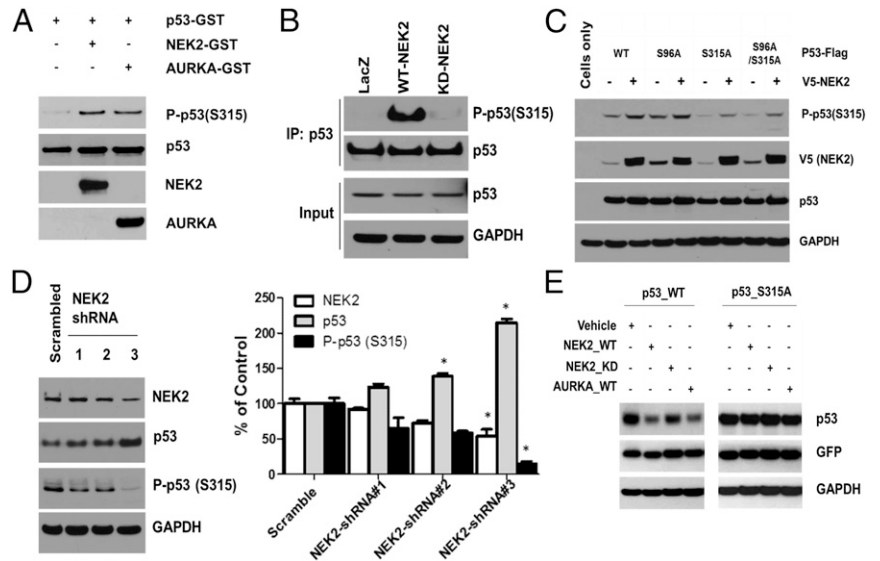 A
+ + + p53-GST
- + - NEK2-GST
- - + AURKA-GST
P-p53(S315)
p53
NEK2
AURKA
B
LacZ
WT-NEK2
KD-NEK2
IP: p53
P-p53(S315)
p53
Input
p53
GAPDH
C
Cells only
WT S96A S315A S96A /S315A P53-Flag
- + - + - + - + V5-NEK2
P-p53(S315)
V5 (NEK2)
p53
GAPDH
D
Scrambled
NEK2
shRNA
1 2 3
NEK2
p53
P-p53 (S315)
GAPDH
% of Control
250
200
150
100
50
0
NEK2
p53
P-p53 (S315)
*
*
*
*
Scramble
NEK2-shRNA#1
NEK2-shRNA#2
NEK2-shRNA#3
E
p53_WT p53_S315A
Vehicle + - - - + - - -
NEK2_WT - + - - - + - -
NEK2_KD - - + - - - + -
AURKA_WT - - - + - - - +
p53
GFP
GAPDH